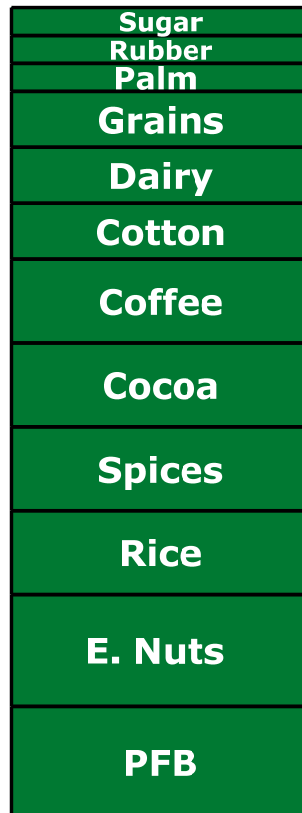 Sugar
Rubber
Palm
Grains
Dairy
Cotton
Coffee
Cocoa
Spices
Rice
E. Nuts
PFB